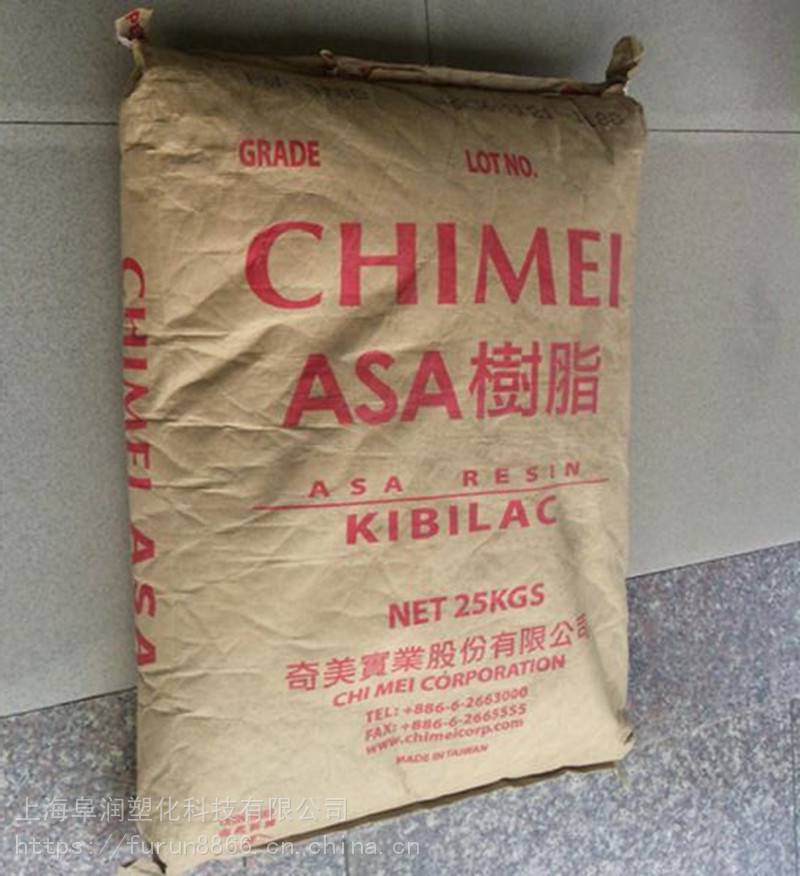 GRADE
LOT NO.
CHIMEI
ASA樹脂
ASA RESIN
KIBILAC
NET 25KGS
奇美實業股份有限公司
CHI MEI CORPORATION
TEL: +886-6-2663000
FAX: +886-6-2665555
www.chimeicorp.com
MADE IN TAIWAN
CHIMEI ASA
上海阜润塑化科技有限公司
https://furun8866.cn.china.cn